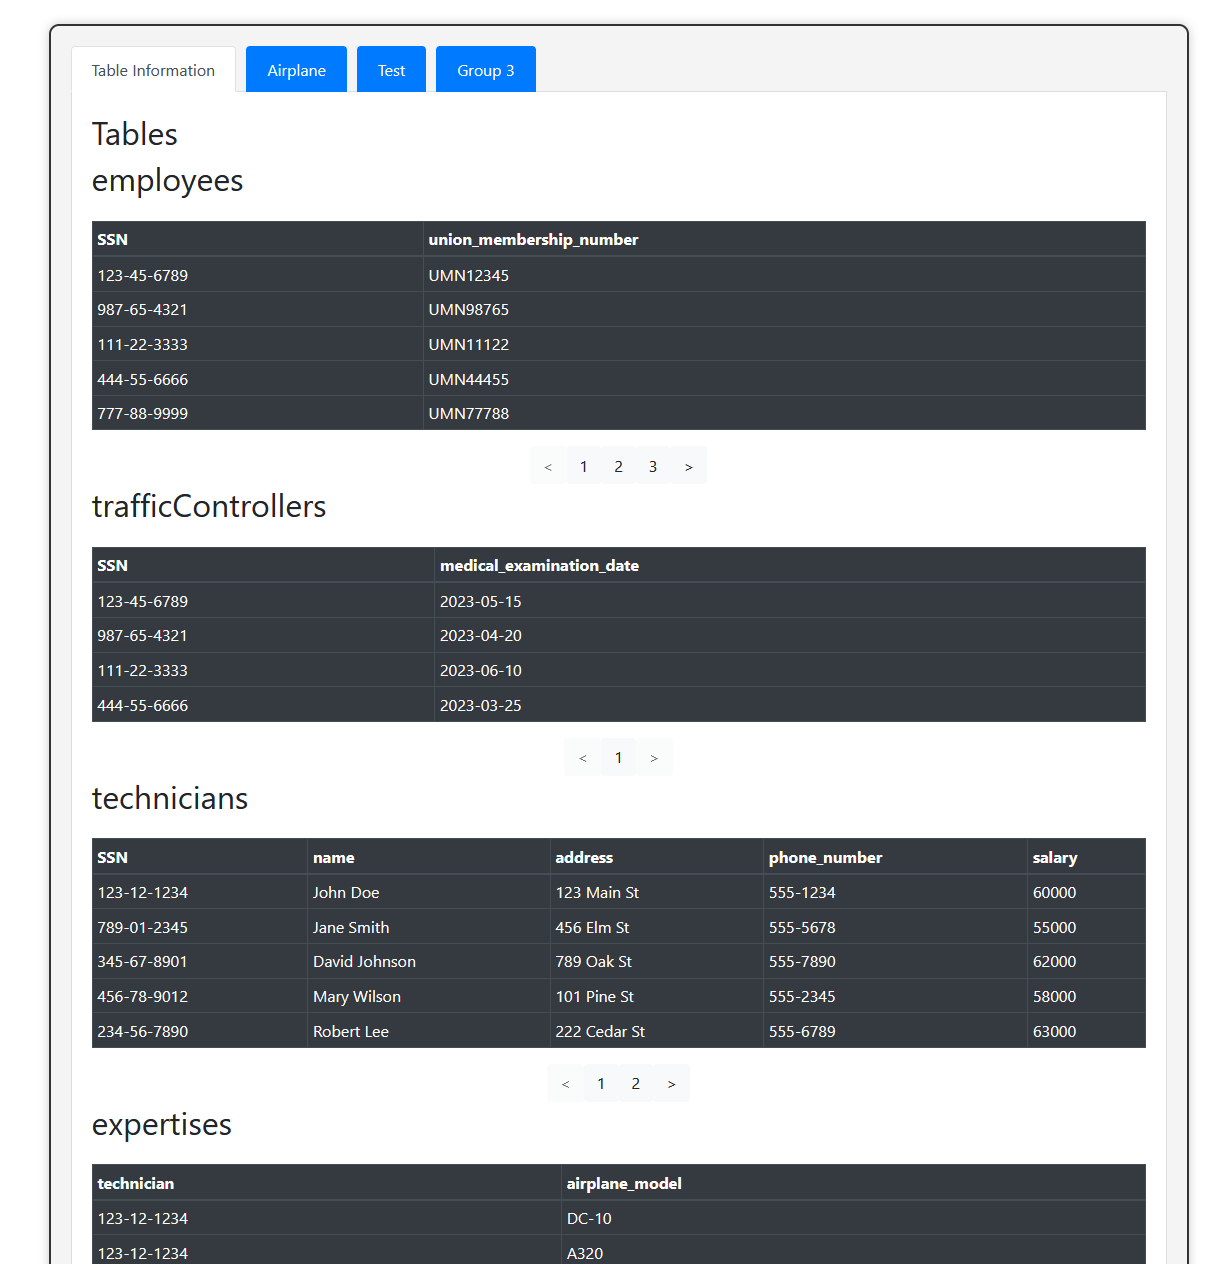 Table Information Airplane Test Group 3
Tables
employees
SSN union_membership_number
123-45-6789 UMN12345
987-65-4321 UMN98765
111-22-3333 UMN11122
444-55-6666 UMN44455
777-88-9999 UMN77788
< 1 2 3 >
trafficControllers
SSN medical_examination_date
123-45-6789 2023-05-15
987-65-4321 2023-04-20
111-22-3333 2023-06-10
444-55-6666 2023-03-25
< 1 >
technicians
SSN name address phone_number salary
123-12-1234 John Doe 123 Main St 555-1234 60000
789-01-2345 Jane Smith 456 Elm St 555-5678 55000
345-67-8901 David Johnson 789 Oak St 555-7890 62000
456-78-9012 Mary Wilson 101 Pine St 555-2345 58000
234-56-7890 Robert Lee 222 Cedar St 555-6789 63000
< 1 2 >
expertises
technician airplane_model
123-12-1234 DC-10
123-12-1234 A320